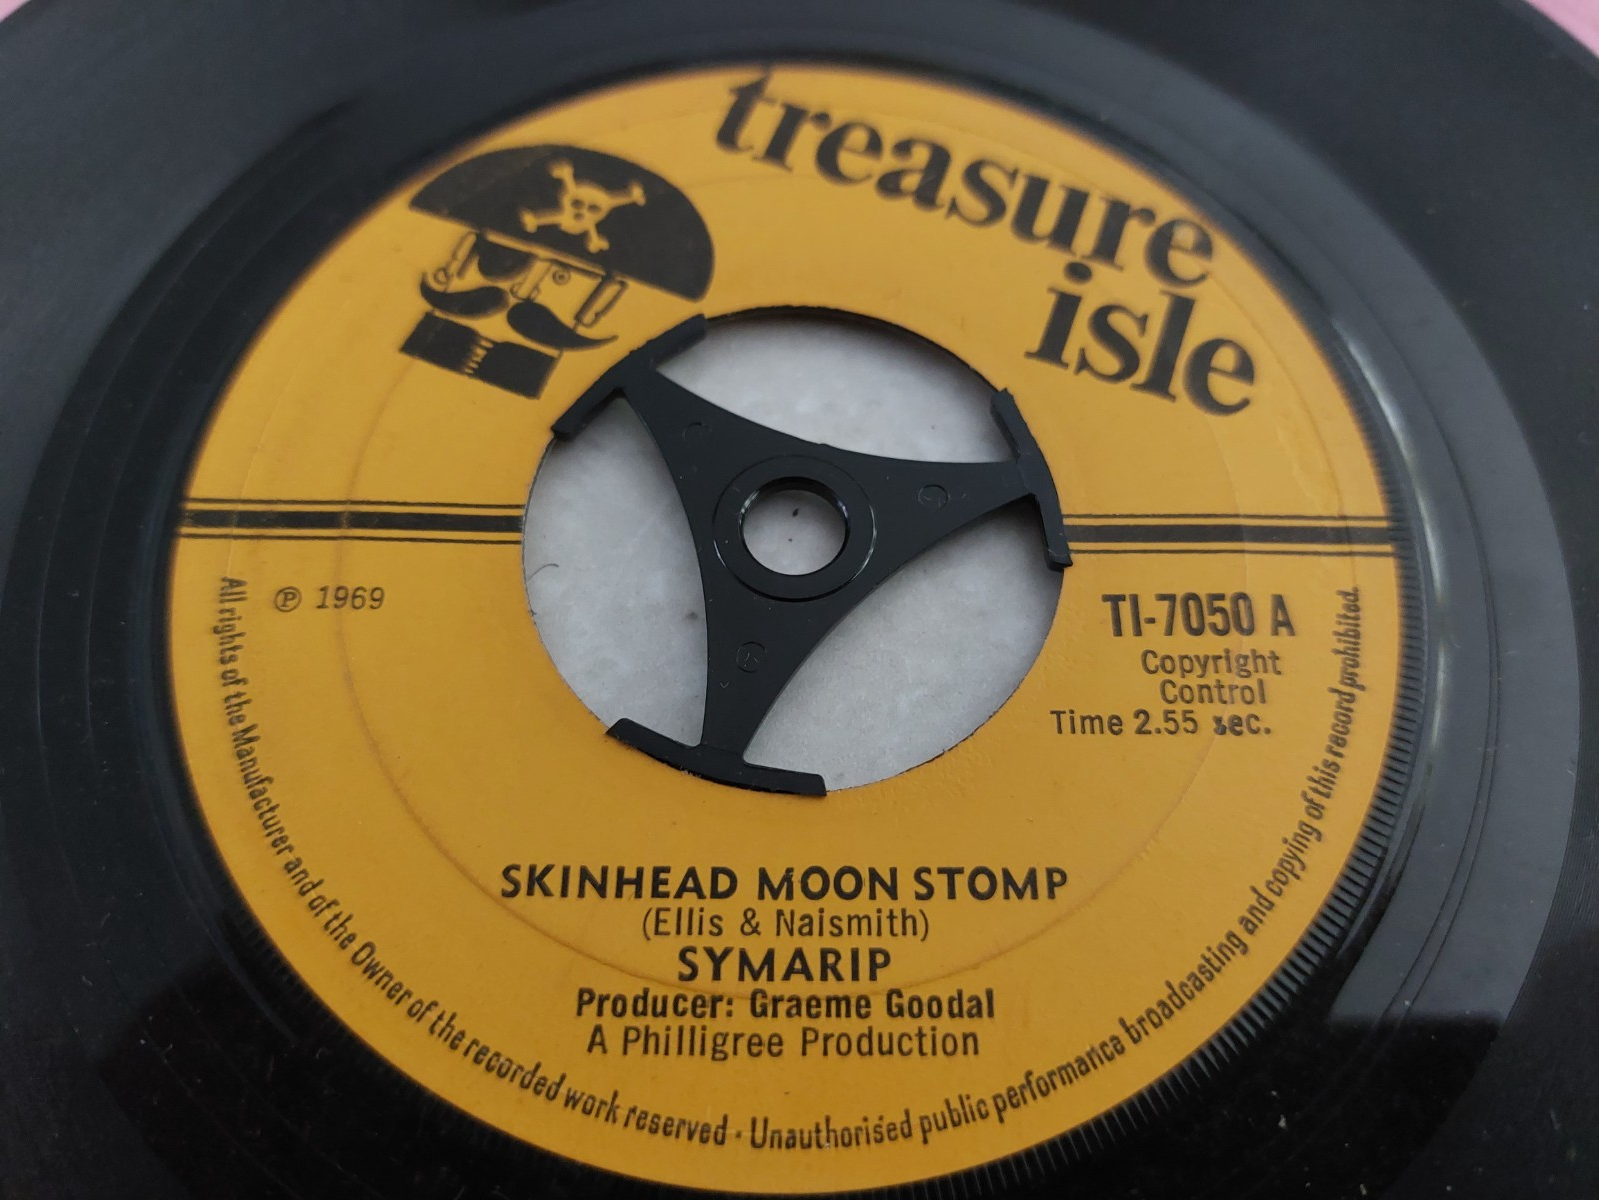 treasure
isle
℗ 1969
TI-7050 A
Copyright
Control
Time 2.55 sec.
SKINHEAD MOON STOMP
(Ellis & Naismith)
SYMARIP
Producer: Graeme Goodal
A Philligree Production
All rights of the Manufacturer and of the Owner of the recorded work reserved · Unauthorised public performance broadcasting and copying of this record prohibited.